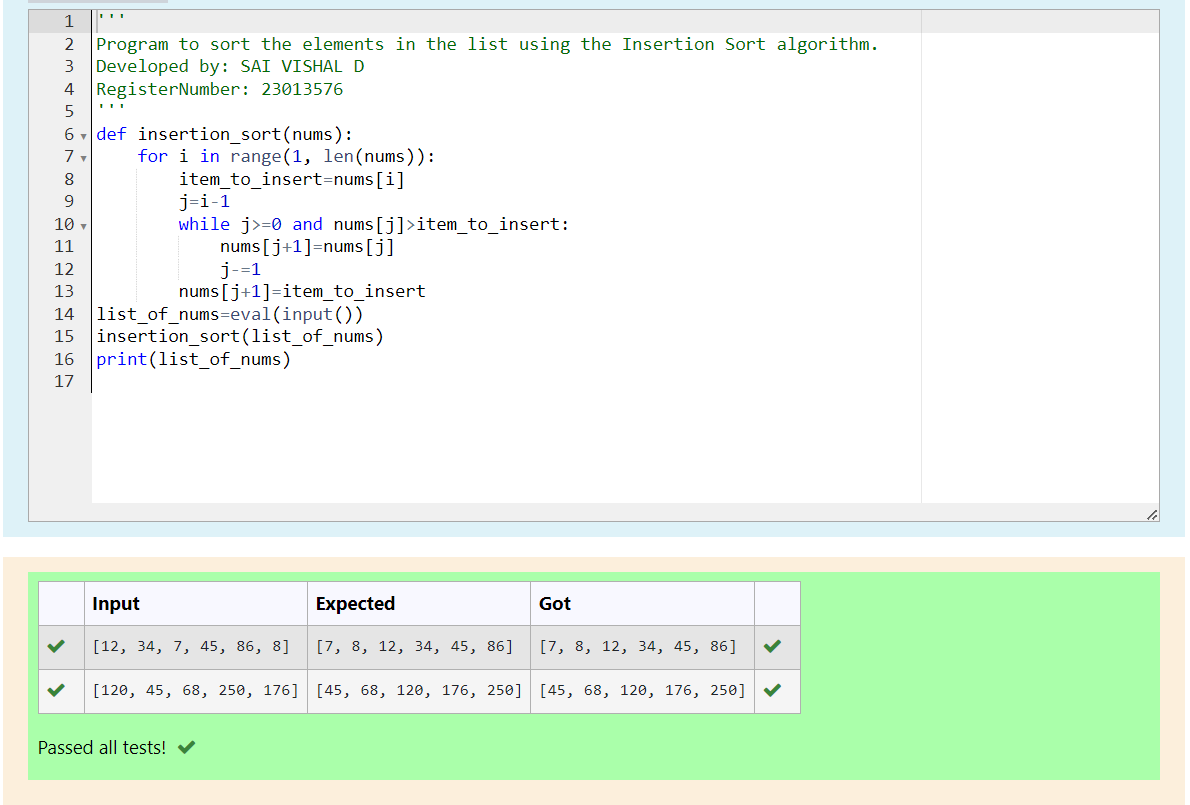 1 '''
2 Program to sort the elements in the list using the Insertion Sort algorithm.
3 Developed by: SAI VISHAL D
4 RegisterNumber: 23013576
5 '''
6 def insertion_sort(nums):
7     for i in range(1, len(nums)):
8         item_to_insert=nums[i]
9         j=i-1
10         while j>=0 and nums[j]>item_to_insert:
11             nums[j+1]=nums[j]
12             j-=1
13         nums[j+1]=item_to_insert
14 list_of_nums=eval(input())
15 insertion_sort(list_of_nums)
16 print(list_of_nums)
17
Input Expected Got
[12, 34, 7, 45, 86, 8] [7, 8, 12, 34, 45, 86] [7, 8, 12, 34, 45, 86]
[120, 45, 68, 250, 176] [45, 68, 120, 176, 250] [45, 68, 120, 176, 250]
Passed all tests!